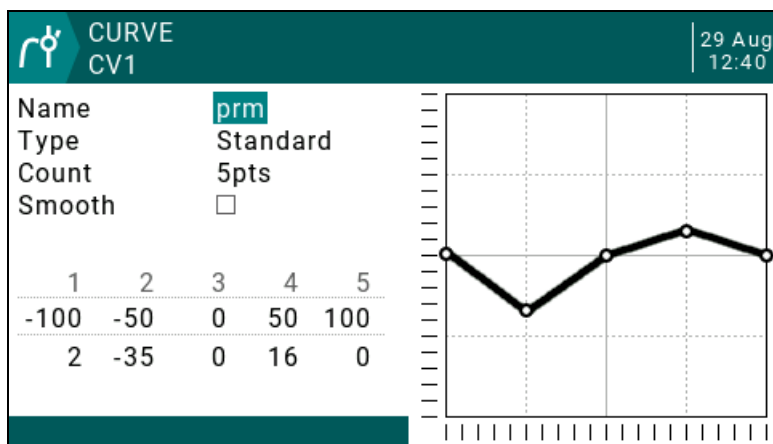 CURVE
CV1
29 Aug
12:40
Name prm
Type Standard
Count 5pts
Smooth
1 2 3 4 5
-100 -50 0 50 100
2 -35 0 16 0